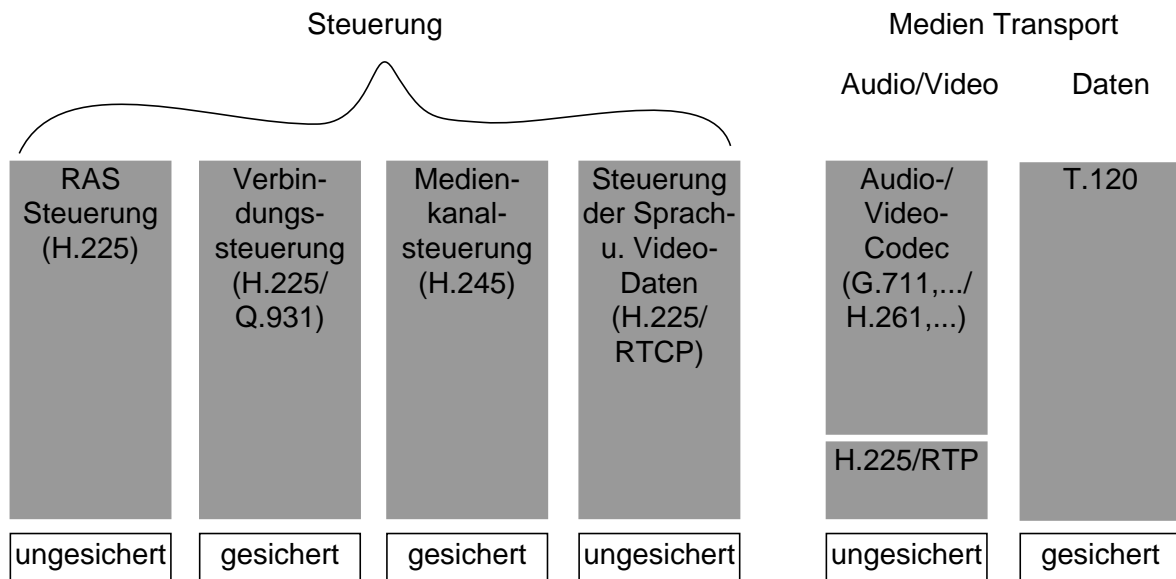 Steuerung
Medien Transport
Audio/Video
Daten
RAS
Steuerung
(H.225)
Verbin-
dungs-
steuerung
(H.225/
Q.931)
Medien-
kanal-
steuerung
(H.245)
Steuerung
der Sprach-
u. Video-
Daten
(H.225/
RTCP)
Audio-/
Video-
Codec
(G.711,.../
H.261,...)
H.225/RTP
T.120
ungesichert
gesichert
gesichert
ungesichert
ungesichert
gesichert